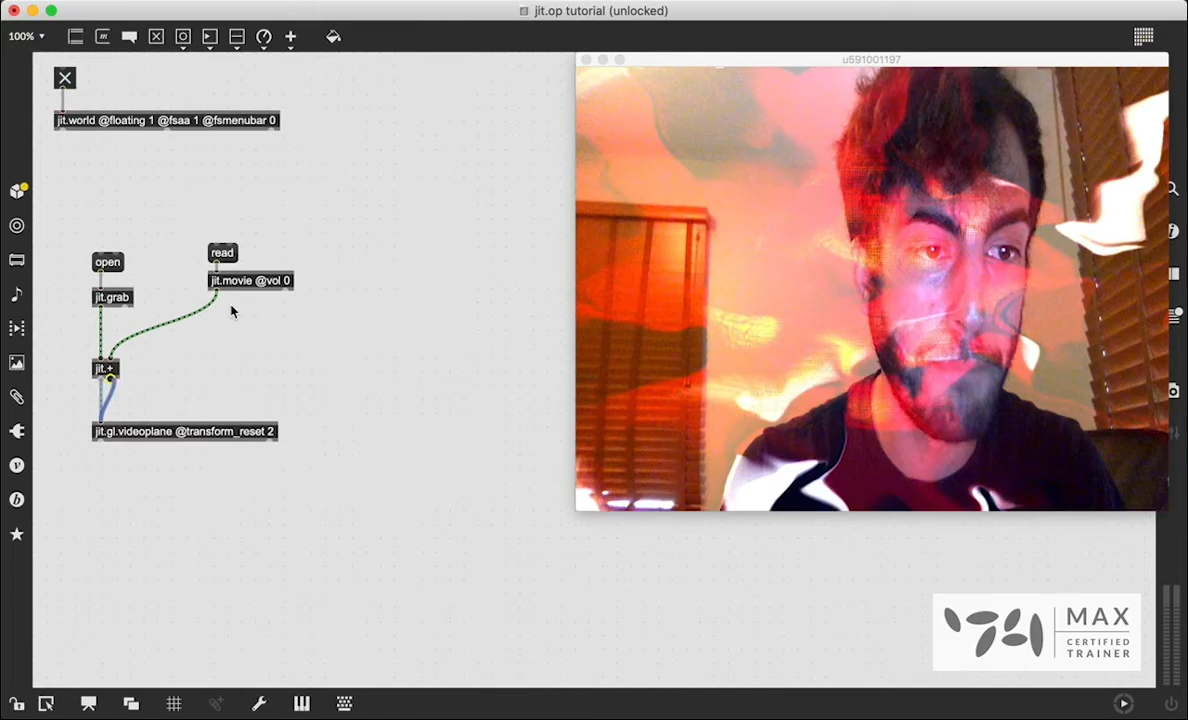 jit.op tutorial (unlocked)
100%
u591001197
jit.world @floating 1 @fsaa 1 @fsmenubar 0
read
open
jit.movie @vol 0
jit.grab
jit.+
jit.gl.videoplane @transform_reset 2
MAX
CERTIFIED
TRAINER